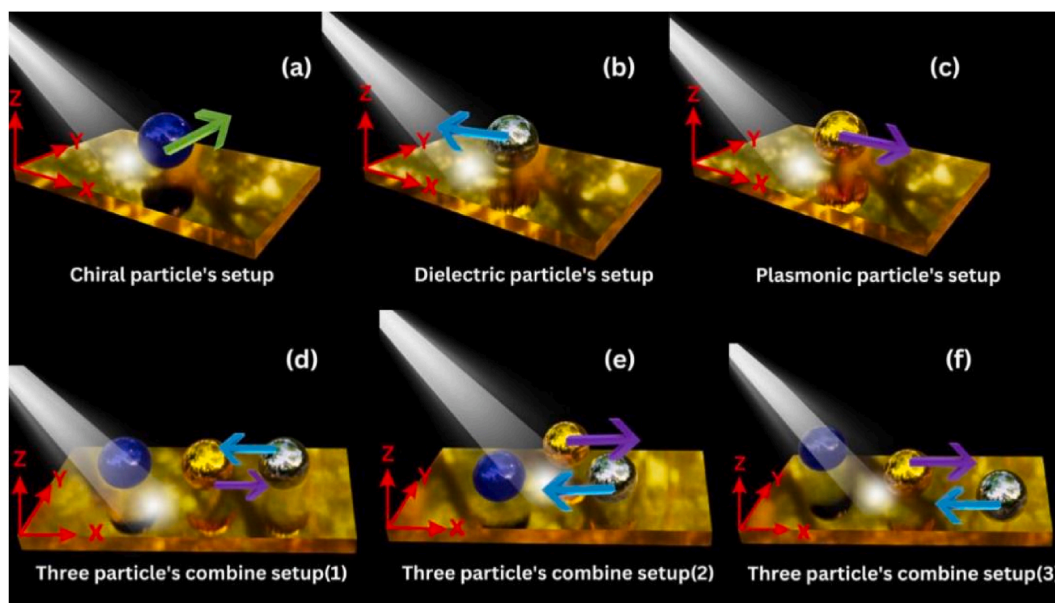 (a)
(b)
(c)
Z
Y
X
Z
Y
X
Z
Y
X
Chiral particle's setup
Dielectric particle's setup
Plasmonic particle's setup
(d)
(e)
(f)
Z
Y
X
Z
Y
X
Z
Y
X
Three particle's combine setup(1)
Three particle's combine setup(2)
Three particle's combine setup(3